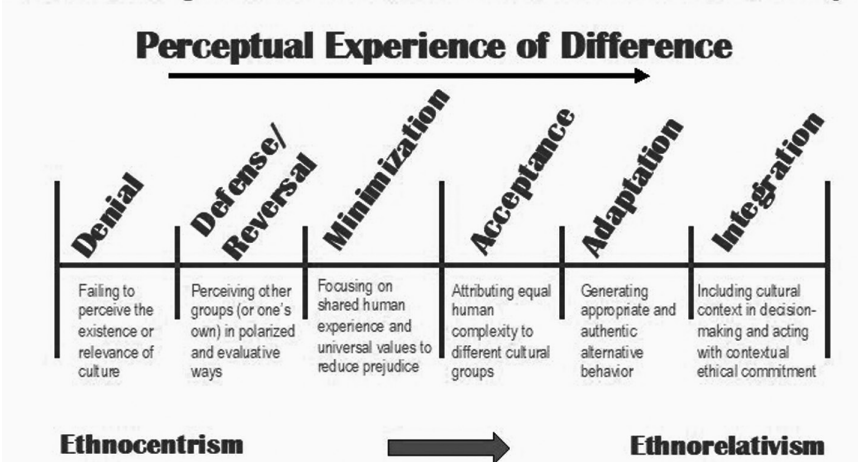 Perceptual Experience of Difference
Denial
Defense/
Reversal
Minimization
Acceptance
Adaptation
Integration
Failing to
perceive the
existence or
relevance of
culture
Perceiving other
groups (or one's
own) in polarized
and evaluative
ways
Focusing on
shared human
experience and
universal values to
reduce prejudice
Attributing equal
human
complexity to
different cultural
groups
Generating
appropriate and
authentic
alternative
behavior
Including cultural
context in decision-
making and acting
with contextual
ethical commitment
Ethnocentrism
Ethnorelativism